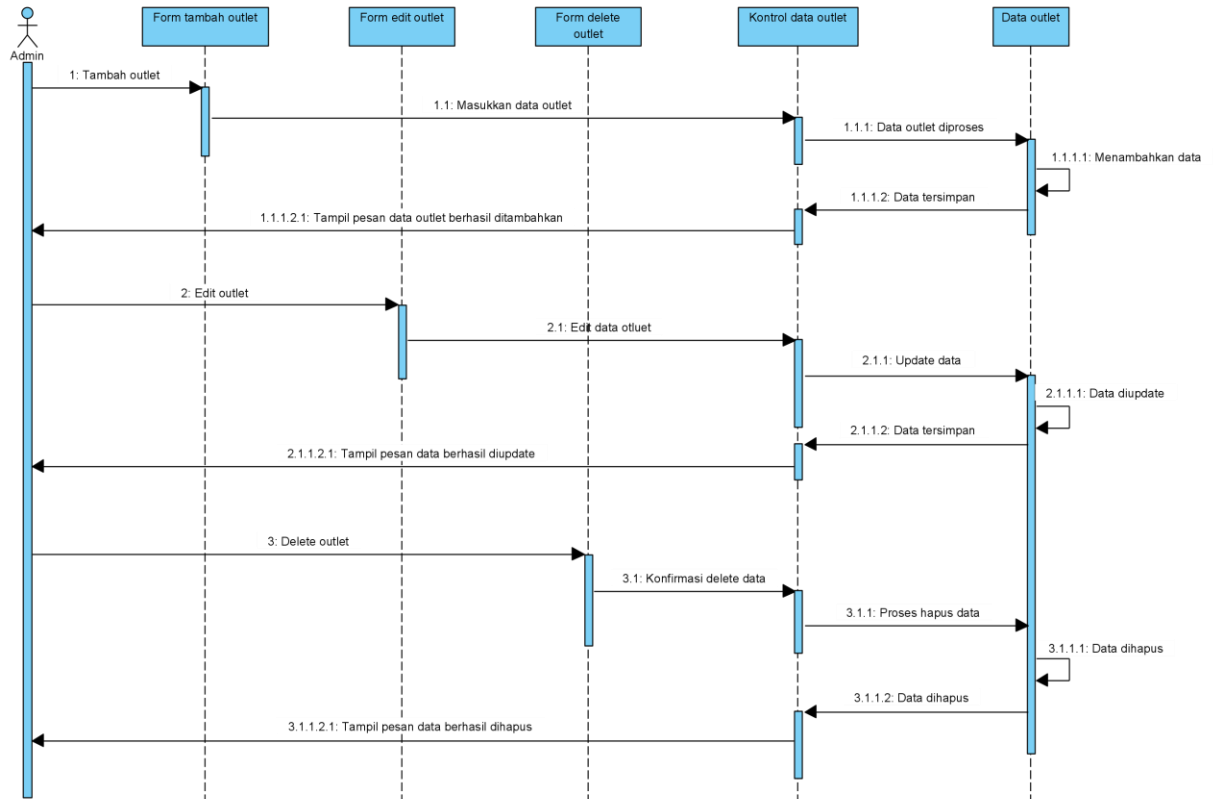 Form tambah outlet
Form edit outlet
Form delete
outlet
Kontrol data outlet
Data outlet
Admin
1: Tambah outlet
1.1: Masukkan data outlet
1.1.1: Data outlet diproses
1.1.1.1: Menambahkan data
1.1.1.2: Data tersimpan
1.1.1.2.1: Tampil pesan data outlet berhasil ditambahkan
2: Edit outlet
2.1: Edit data otluet
2.1.1: Update data
2.1.1.1: Data diupdate
2.1.1.2: Data tersimpan
2.1.1.2.1: Tampil pesan data berhasil diupdate
3: Delete outlet
3.1: Konfirmasi delete data
3.1.1: Proses hapus data
3.1.1.1: Data dihapus
3.1.1.2: Data dihapus
3.1.1.2.1: Tampil pesan data berhasil dihapus